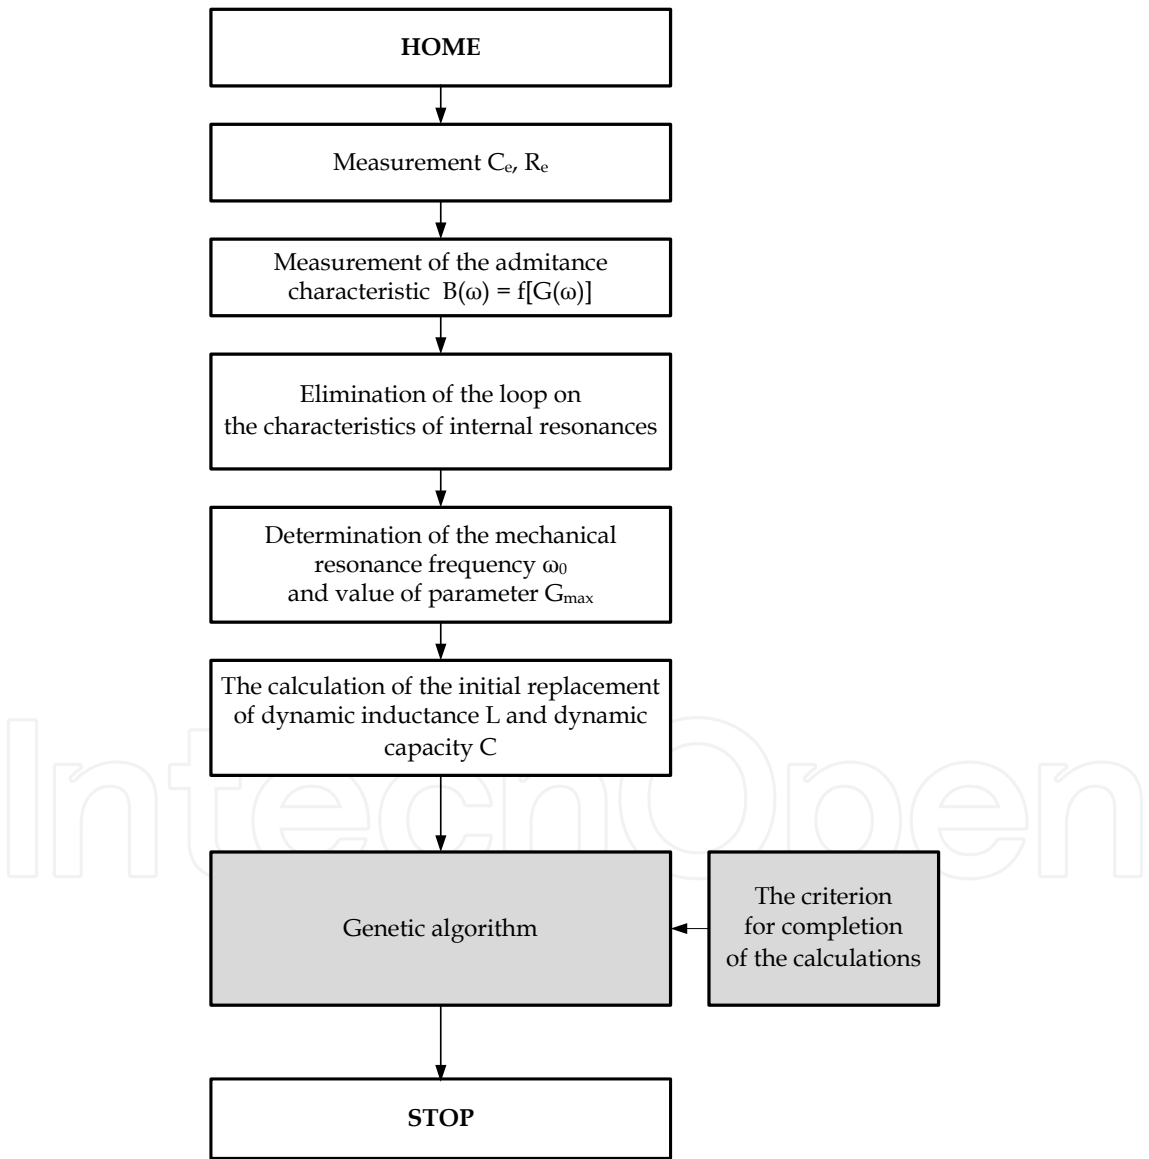 HOME
Measurement Cₑ, Rₑ
Measurement of the admitance
characteristic B(ω) = f[G(ω)]
Elimination of the loop on
the characteristics of internal resonances
Determination of the mechanical
resonance frequency ω₀
and value of parameter Gₘₐₓ
The calculation of the initial replacement
of dynamic inductance L and dynamic
capacity C
IntechOpen
Genetic algorithm
The criterion
for completion
of the calculations
STOP